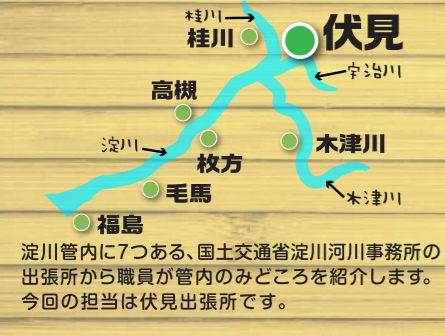 桂川
桂川
伏見
宇治川
高槻
淀川
枚方
木津川
毛馬
木津川
福島
淀川管内に7つある、国土交通省淀川河川事務所の
出張所から職員が管内のみどころを紹介します。
今回の担当は伏見出張所です。